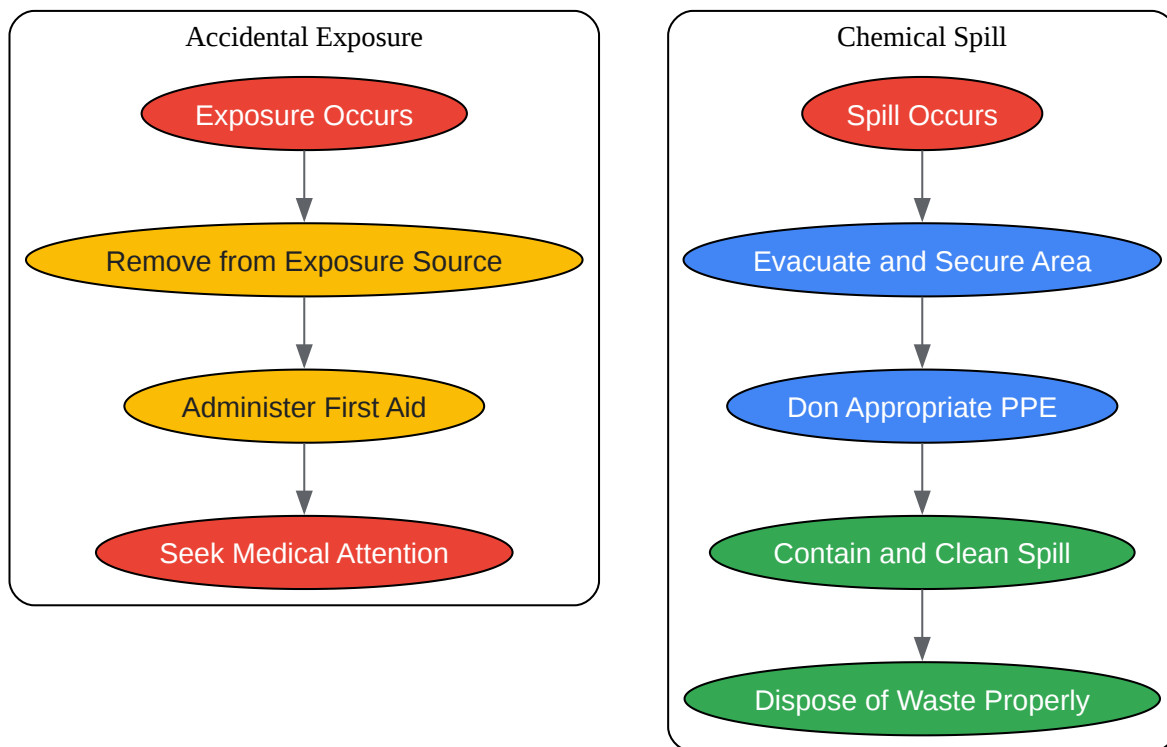 Accidental Exposure
Exposure Occurs
Remove from Exposure Source
Administer First Aid
Seek Medical Attention
Chemical Spill
Spill Occurs
Evacuate and Secure Area
Don Appropriate PPE
Contain and Clean Spill
Dispose of Waste Properly